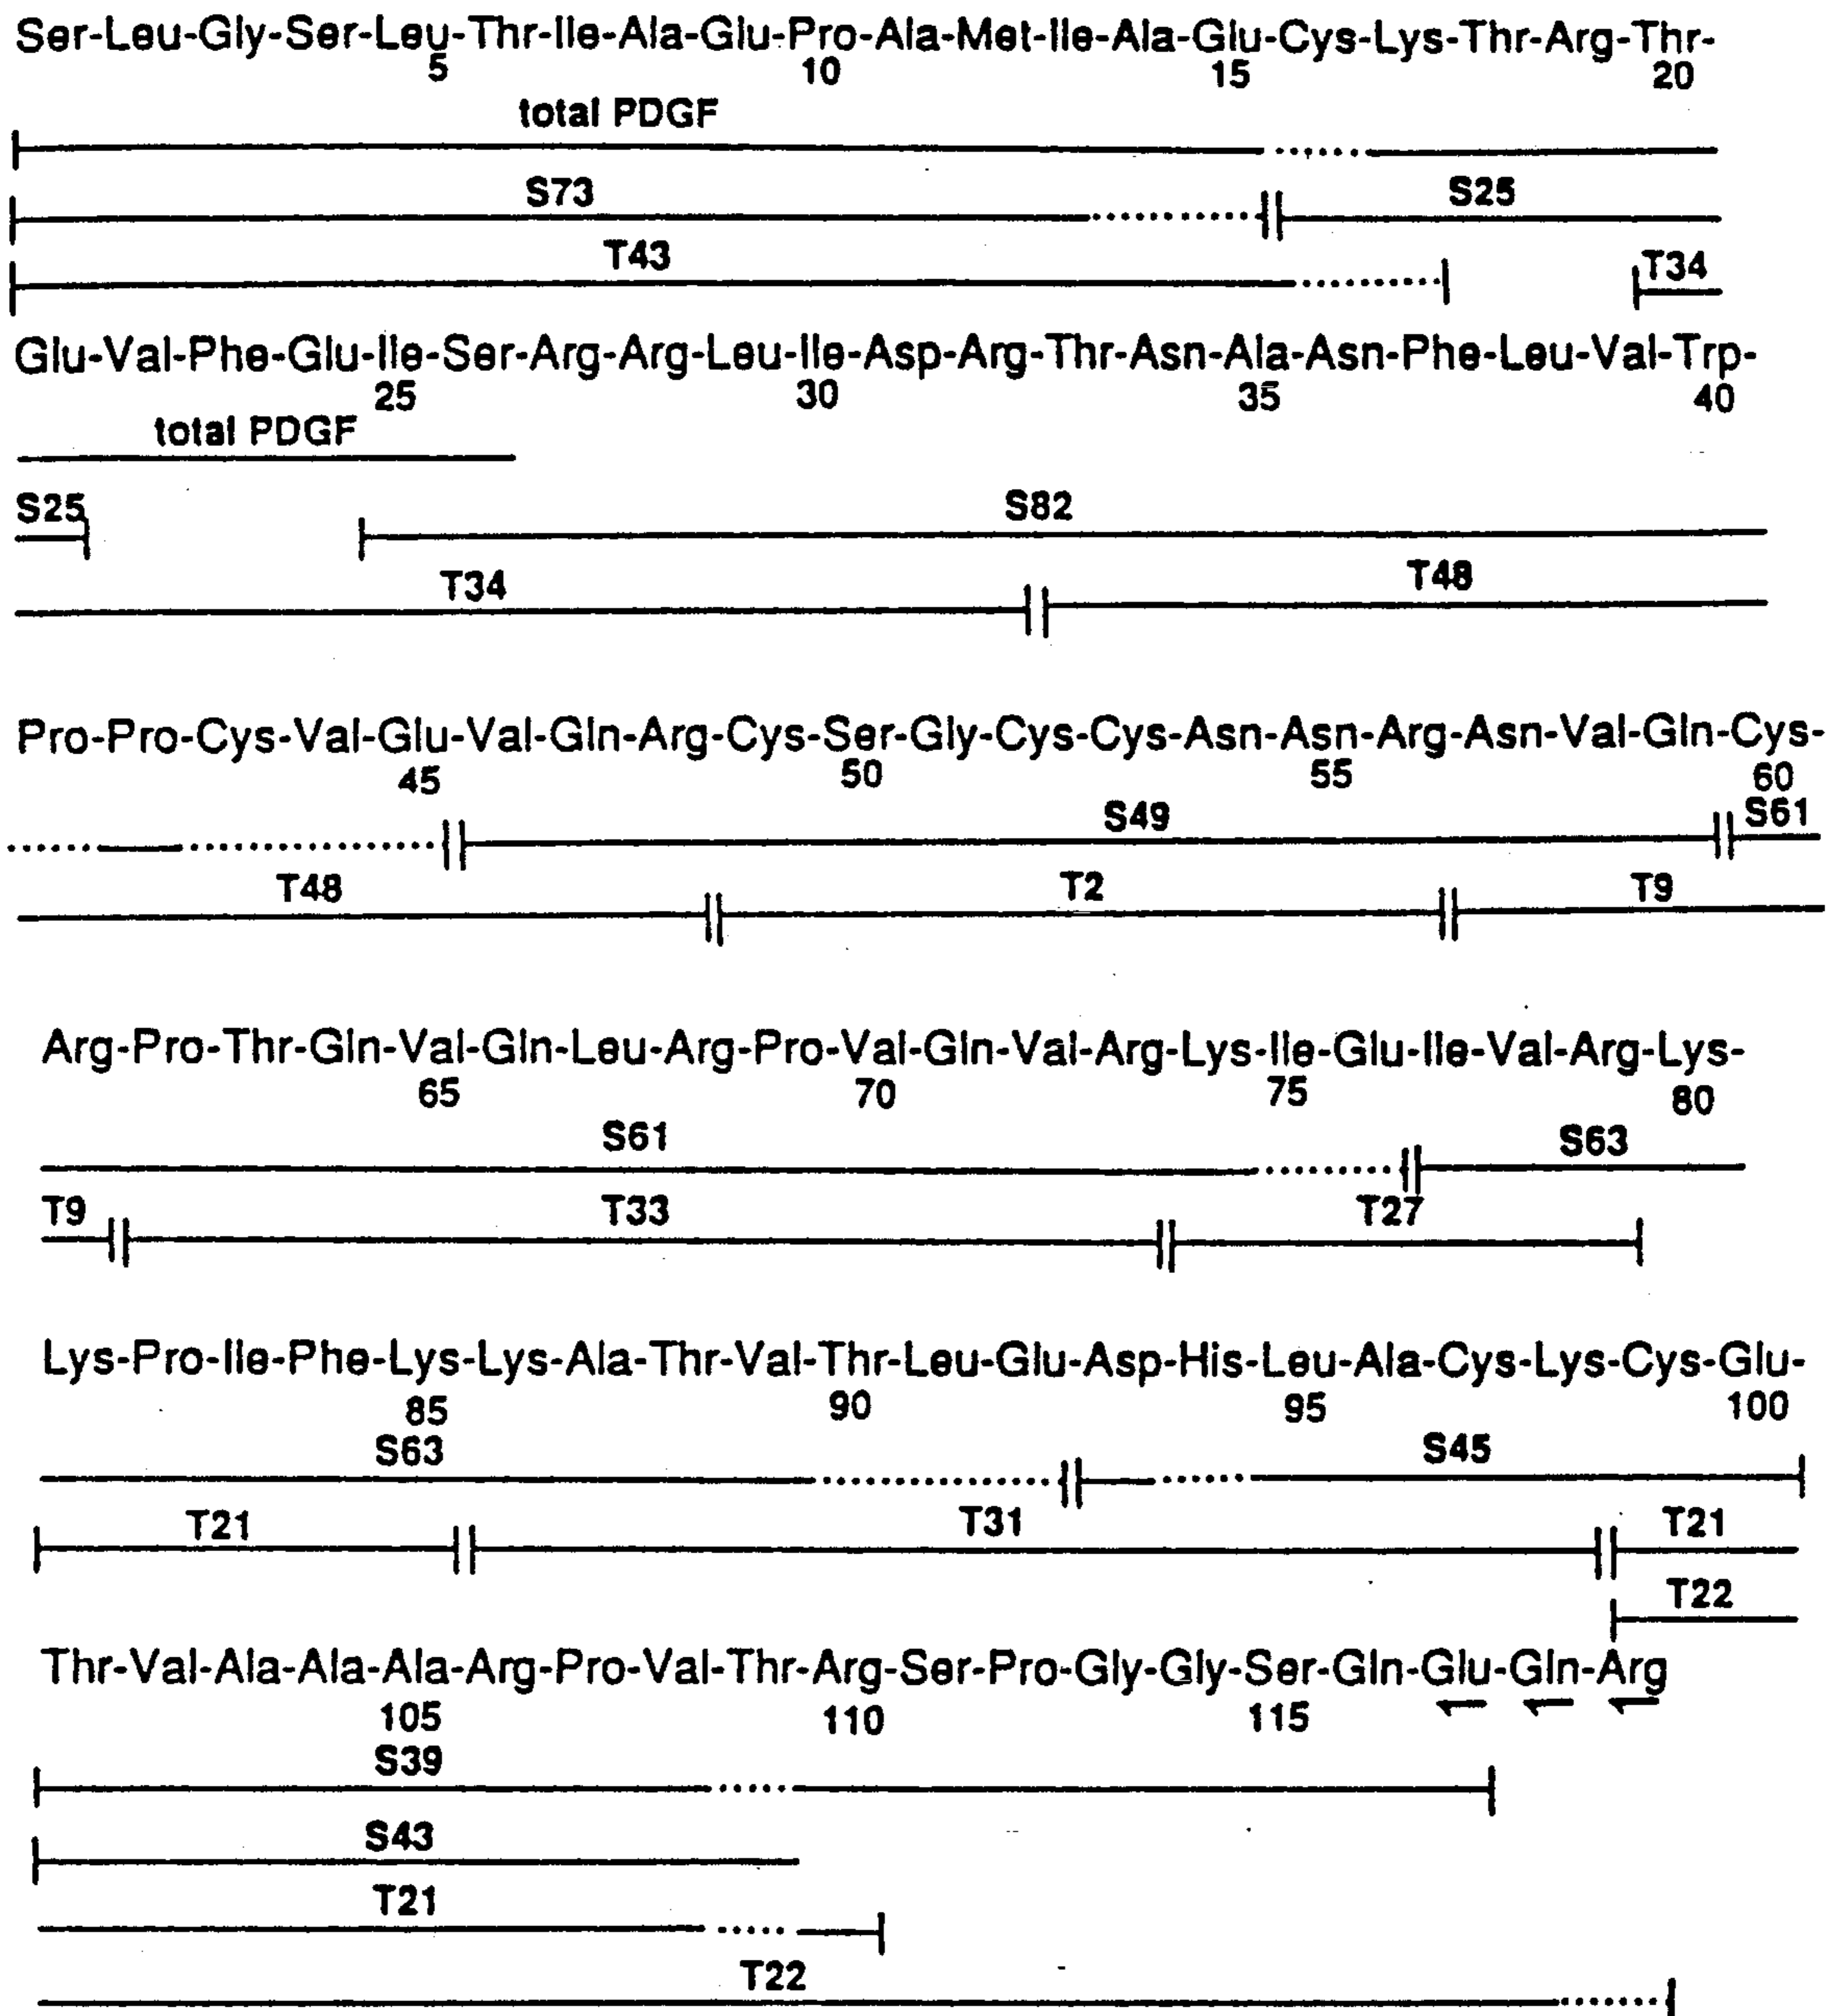 Ser-Leu-Gly-Ser-Leu-Thr-Ile-Ala-Glu-Pro-Ala-Met-Ile-Ala-Glu-Cys-Lys-Thr-Arg-Thr-
5 10 15 20
total PDGF
S73 S25
T43 T34
Glu-Val-Phe-Glu-Ile-Ser-Arg-Arg-Leu-Ile-Asp-Arg-Thr-Asn-Ala-Asn-Phe-Leu-Val-Trp-
25 30 35 40
total PDGF
S25 S82
T34 T48
Pro-Pro-Cys-Val-Glu-Val-Gln-Arg-Cys-Ser-Gly-Cys-Cys-Asn-Asn-Arg-Asn-Val-Gln-Cys-
45 50 55 60
S49 S61
T48 T2 T9
Arg-Pro-Thr-Gln-Val-Gln-Leu-Arg-Pro-Val-Gln-Val-Arg-Lys-Ile-Glu-Ile-Val-Arg-Lys-
65 70 75 80
S61 S63
T9 T33 T27
Lys-Pro-Ile-Phe-Lys-Lys-Ala-Thr-Val-Thr-Leu-Glu-Asp-His-Leu-Ala-Cys-Lys-Cys-Glu-
85 90 95 100
S63 S45
T21 T31 T21
T22
Thr-Val-Ala-Ala-Ala-Arg-Pro-Val-Thr-Arg-Ser-Pro-Gly-Gly-Ser-Gln-Glu-Gln-Arg
105 110 115
S39
S43
T21
T22